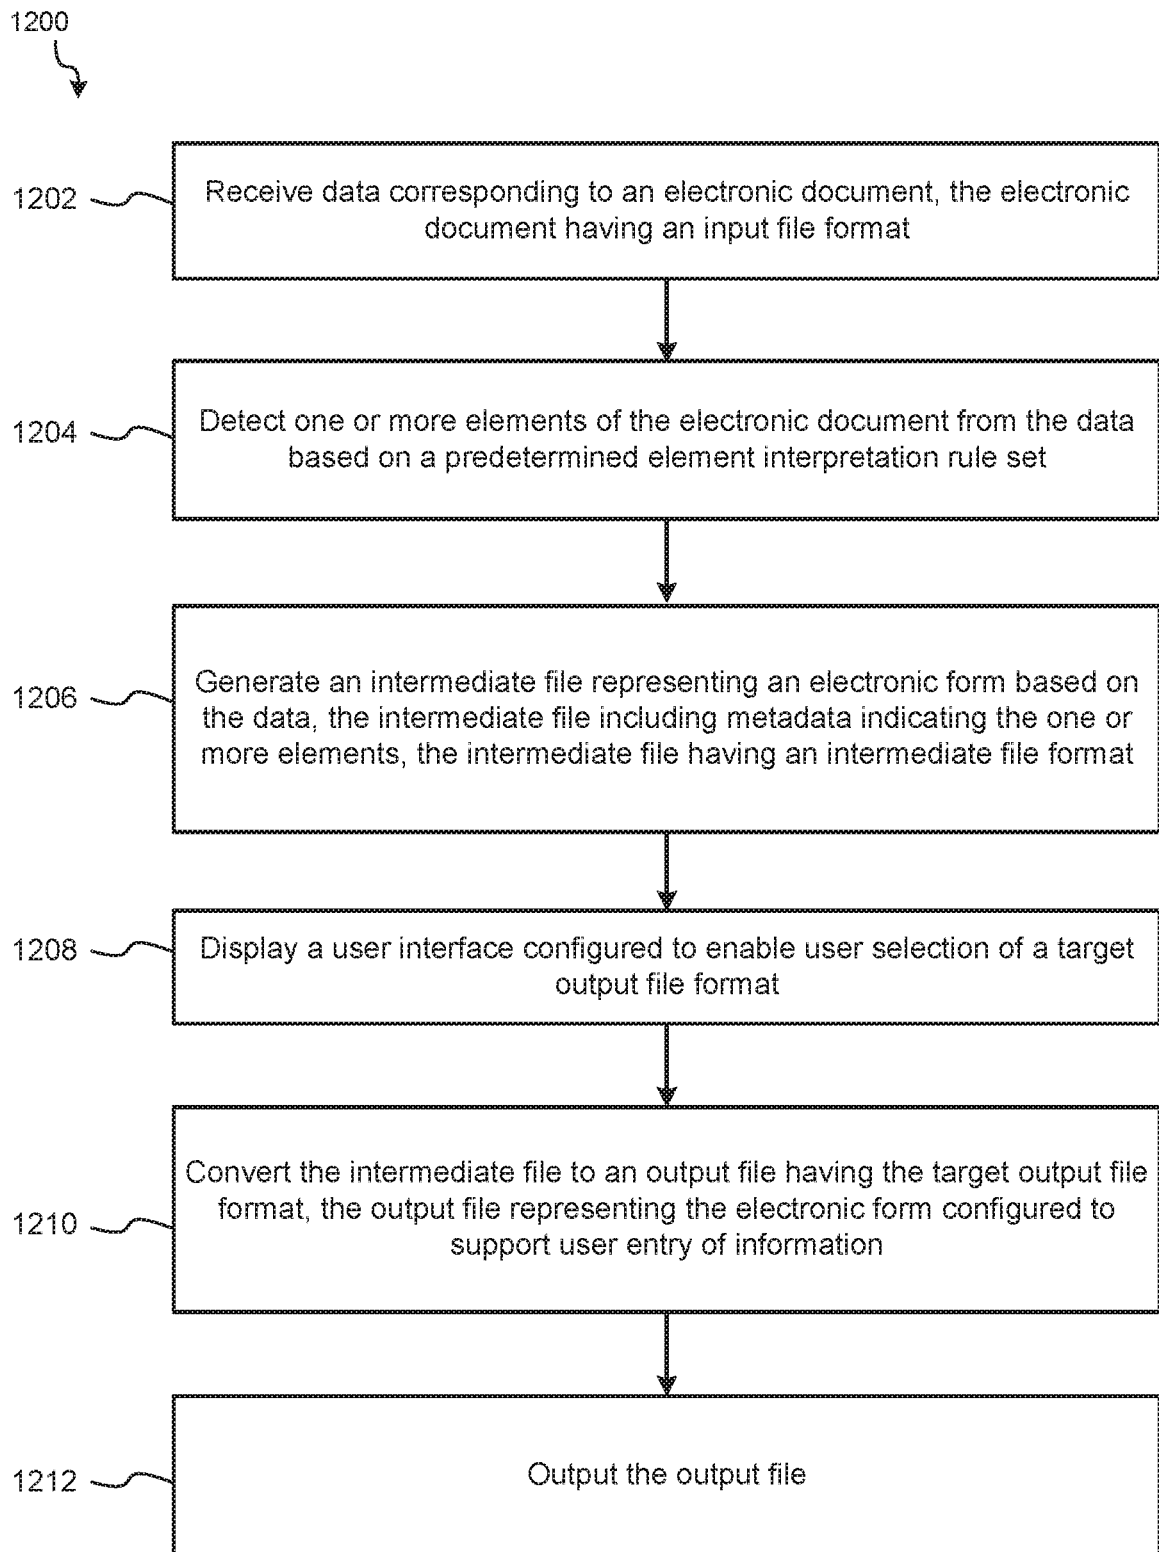 1200
1202
Receive data corresponding to an electronic document, the electronic
document having an input file format
1204
Detect one or more elements of the electronic document from the data
based on a predetermined element interpretation rule set
1206
Generate an intermediate file representing an electronic form based on
the data, the intermediate file including metadata indicating the one or
more elements, the intermediate file having an intermediate file format
1208
Display a user interface configured to enable user selection of a target
output file format
1210
Convert the intermediate file to an output file having the target output file
format, the output file representing the electronic form configured to
support user entry of information
1212
Output the output file